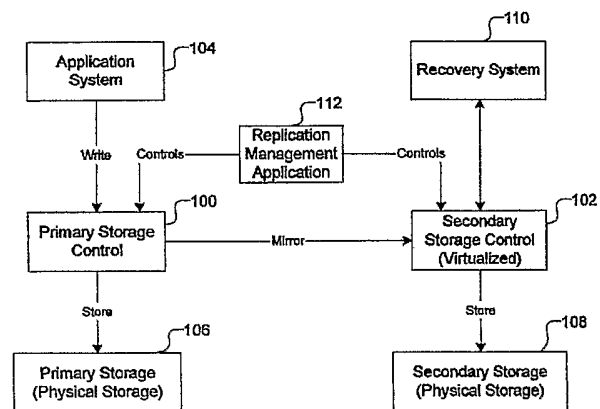 104
Application
System
110
Recovery System
112
Replication
Management
Application
Write
Controls
Controls
100
Primary Storage
Control
Mirror
102
Secondary
Storage Control
(Virtualized)
Store
Store
106
Primary Storage
(Physical Storage)
108
Secondary Storage
(Physical Storage)